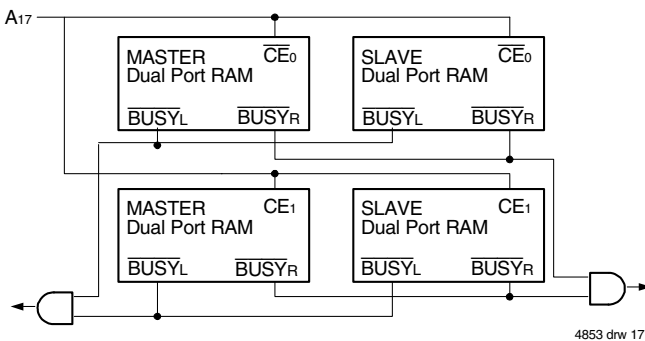 A17
MASTER CE0
Dual Port RAM
BUSYL BUSYR
SLAVE CE0
Dual Port RAM
BUSYL BUSYR
MASTER CE1
Dual Port RAM
BUSYL BUSYR
SLAVE CE1
Dual Port RAM
BUSYL BUSYR
4853 drw 17